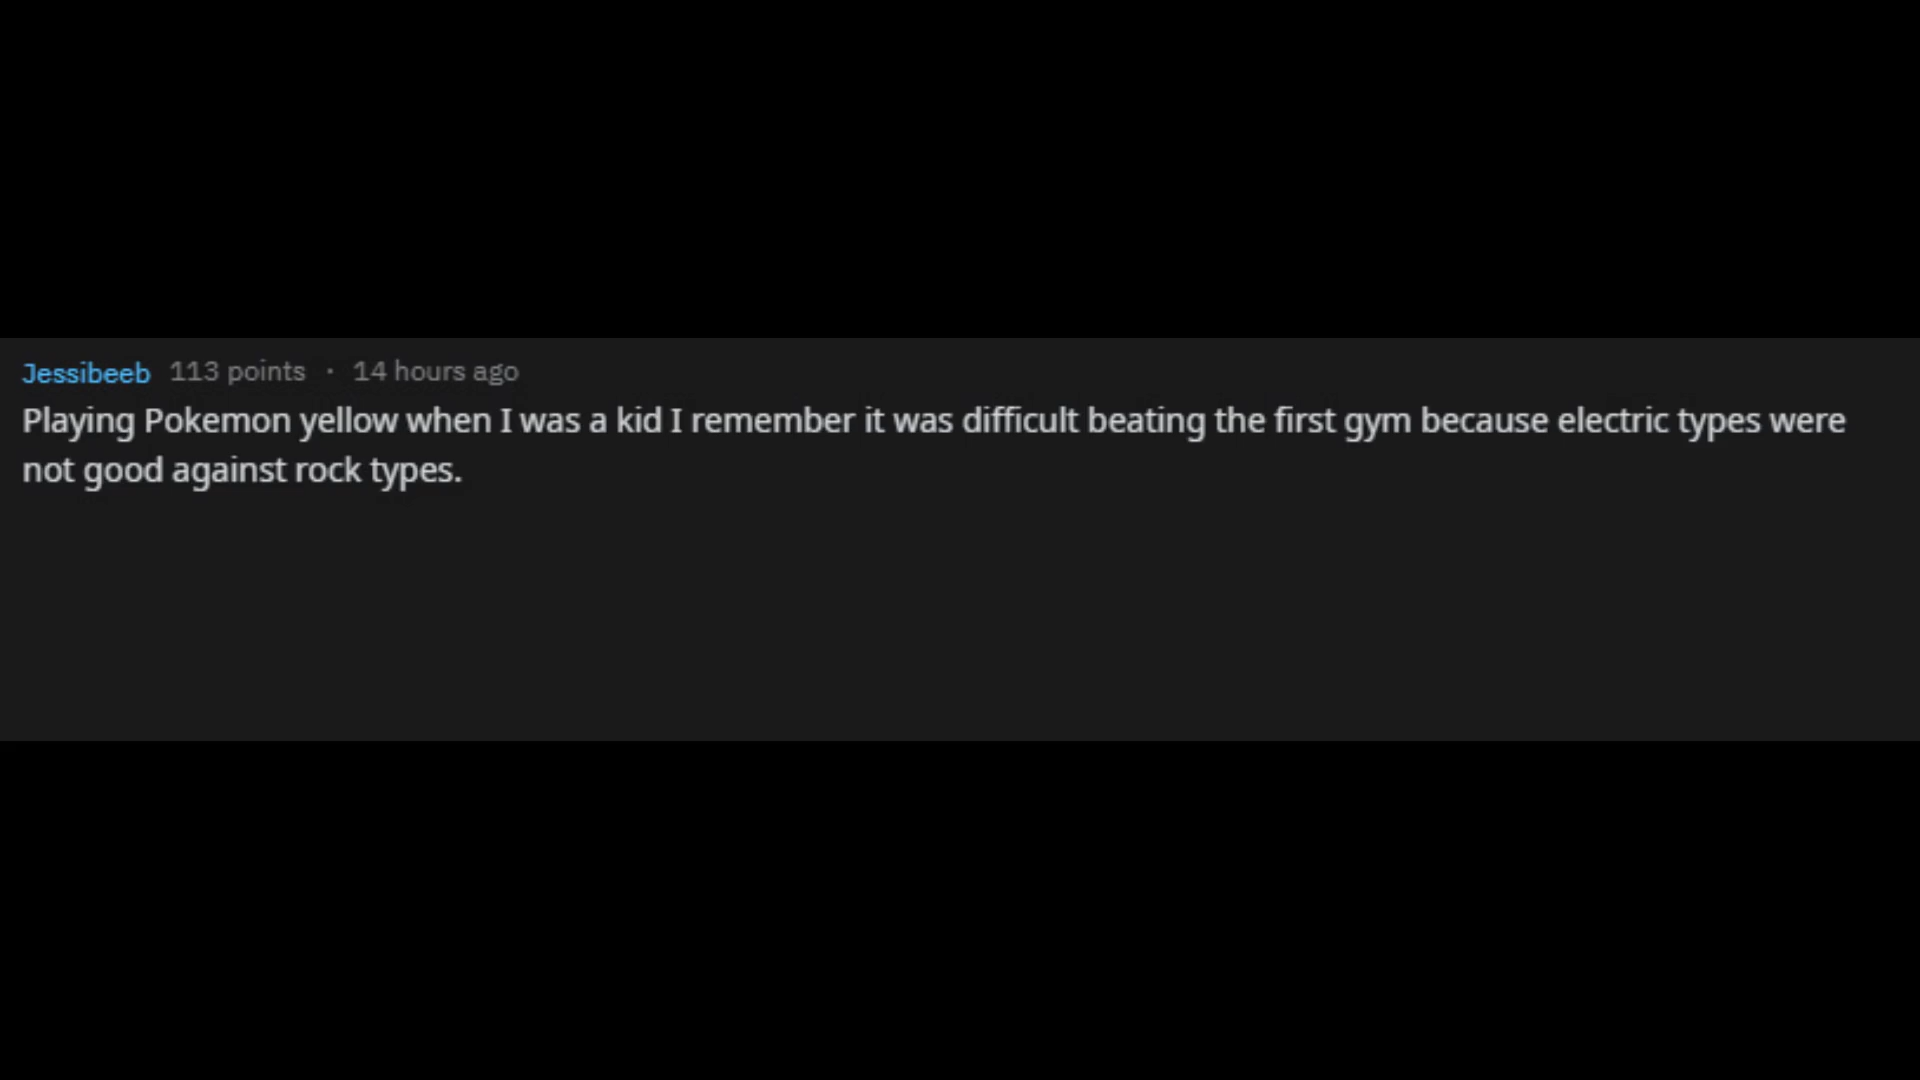 Jessibeeb 113 points · 14 hours ago
Playing Pokemon yellow when I was a kid I remember it was difficult beating the first gym because electric types were
not good against rock types.